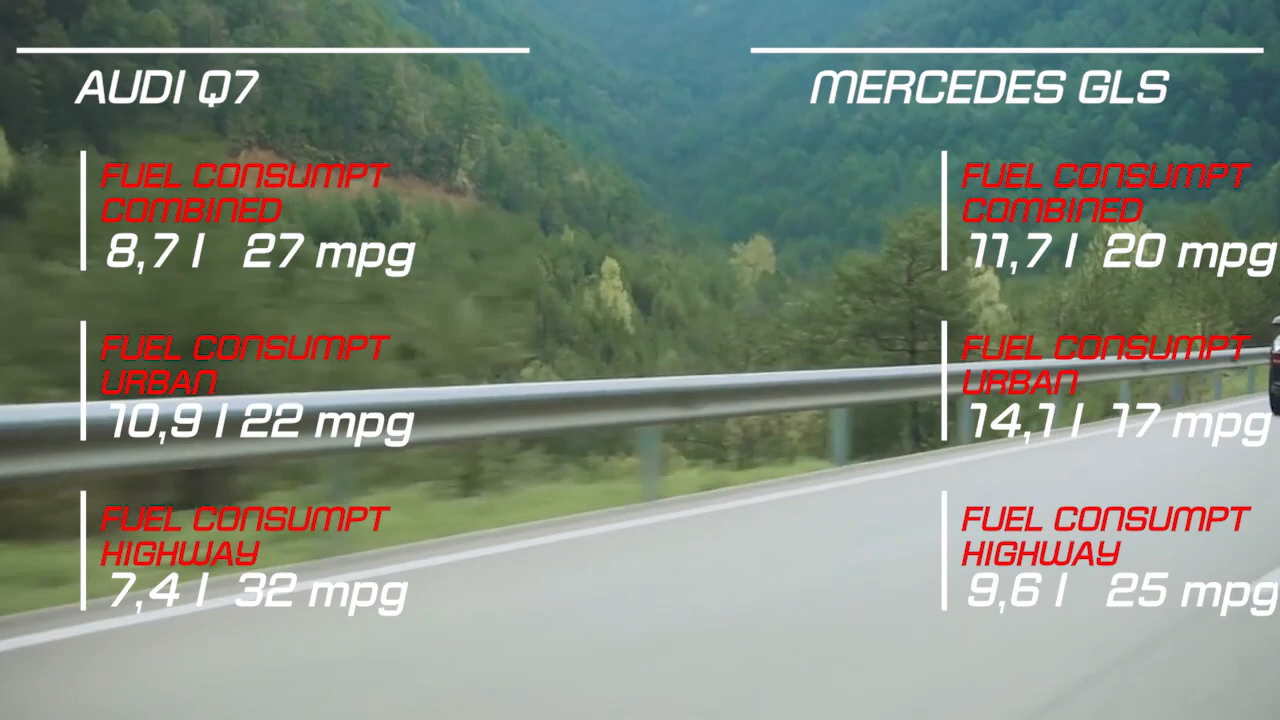 AUDI Q7
FUEL CONSUMPT
COMBINED
8,7 l 27 mpg
FUEL CONSUMPT
URBAN
10,9 l 22 mpg
FUEL CONSUMPT
HIGHWAY
7,4 l 32 mpg
MERCEDES GLS
FUEL CONSUMPT
COMBINED
11,7 l 20 mpg
FUEL CONSUMPT
URBAN
14,1 l 17 mpg
FUEL CONSUMPT
HIGHWAY
9,6 l 25 mpg